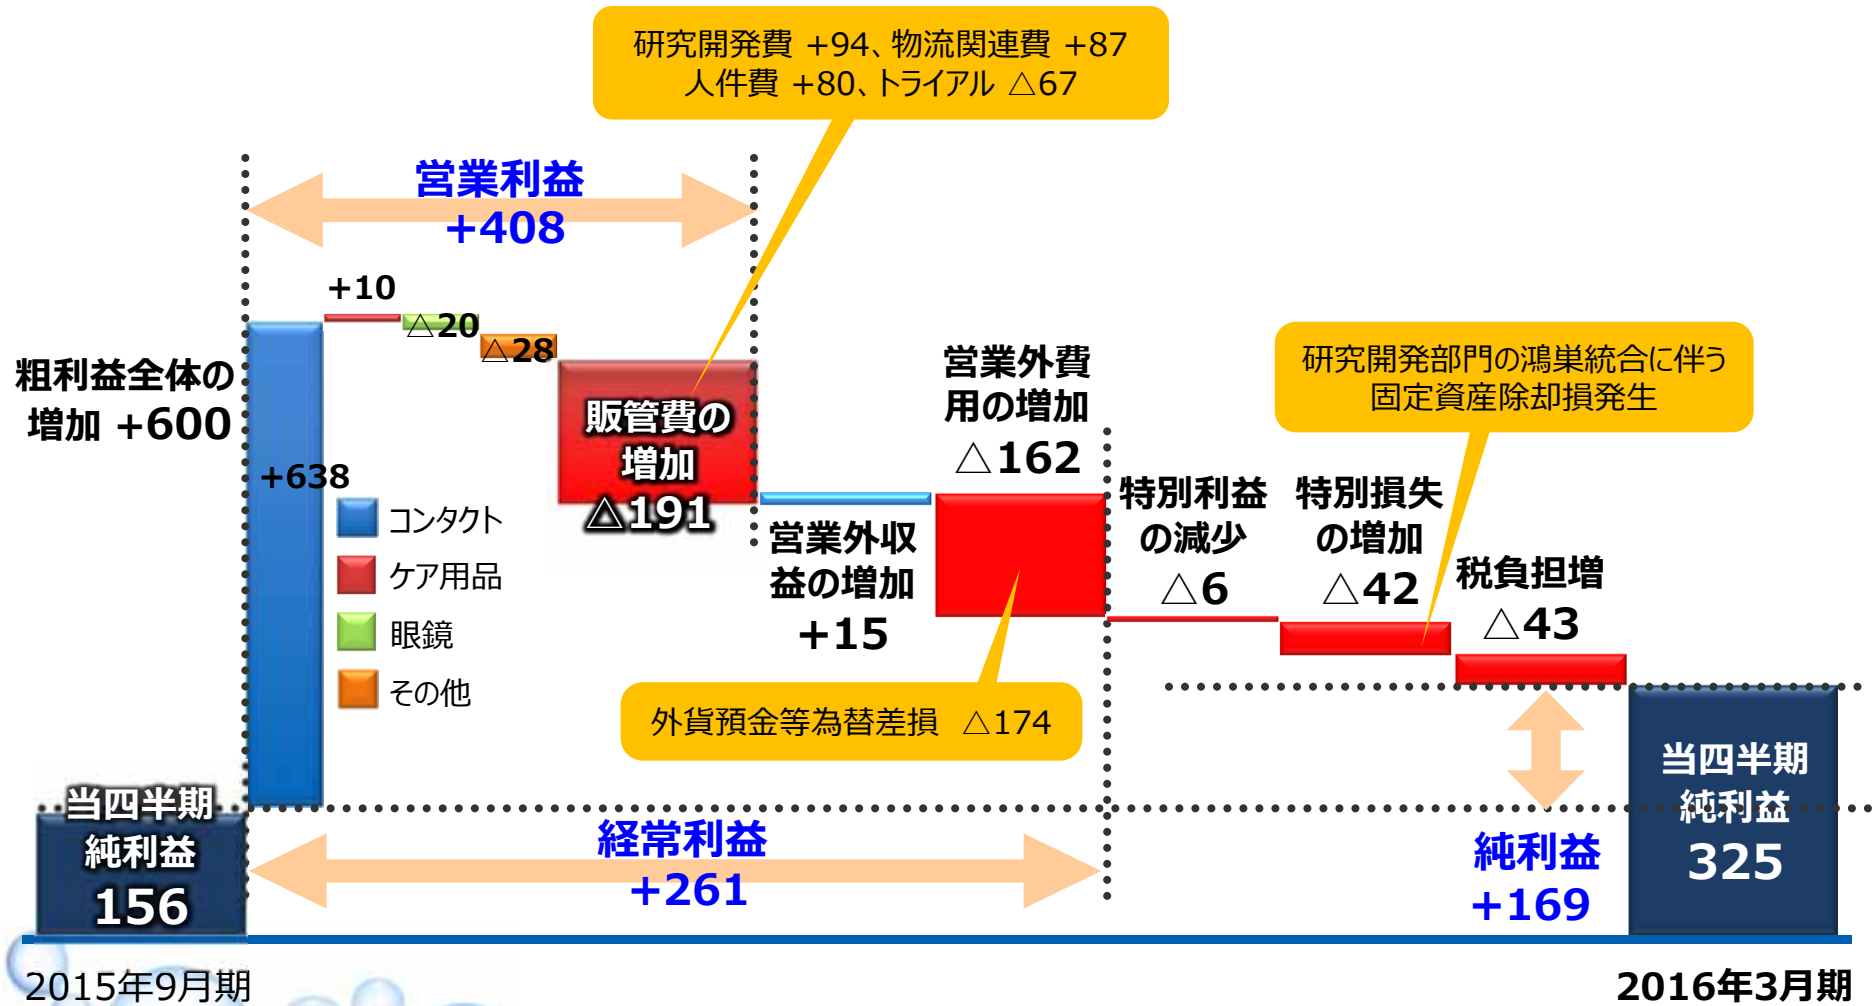 研究開発費 +94、物流関連費 +87
人件費 +80、トライアル △67
営業利益
+408
+10
△20
△28
粗利益全体の
増加 +600
+638
販管費の
増加
△191
コンタクト
ケア用品
眼鏡
その他
営業外収
益の増加
+15
営業外費
用の増加
△162
外貨預金等為替差損 △174
特別利益
の減少
△6
特別損失
の増加
△42
研究開発部門の鴻巣統合に伴う
固定資産除却損発生
税負担増
△43
当四半期
純利益
156
経常利益
+261
純利益
+169
当四半期
純利益
325
2015年9月期
2016年3月期